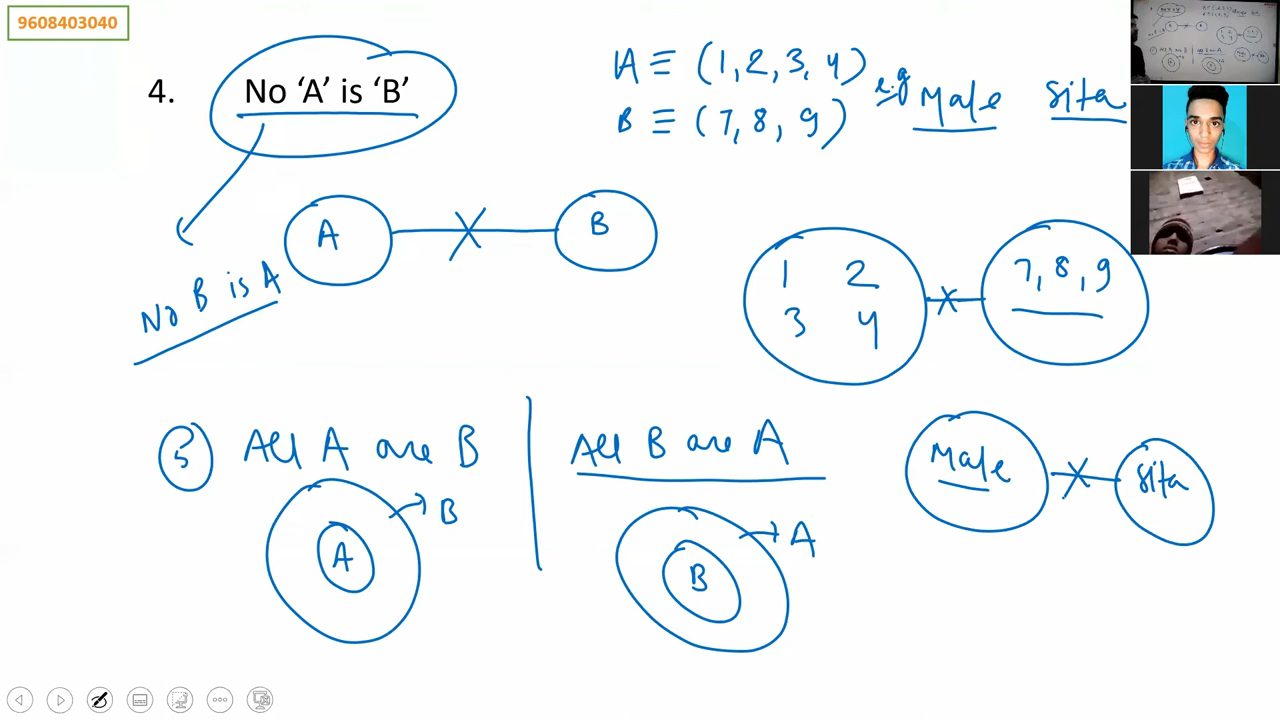 9608403040
4. No 'A' is 'B'
A ≡ (1, 2, 3, 4)
B ≡ (7, 8, 9)
e.g Male Sita
A B
No B is A
1 2
3 4
7, 8, 9
5 All A are B
All B are A
B
A
A
B
Male Sita